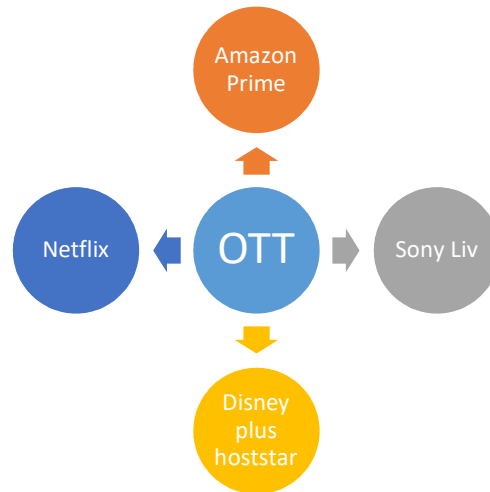 Amazon
Prime
Netflix
OTT
Sony Liv
Disney
plus
hoststar